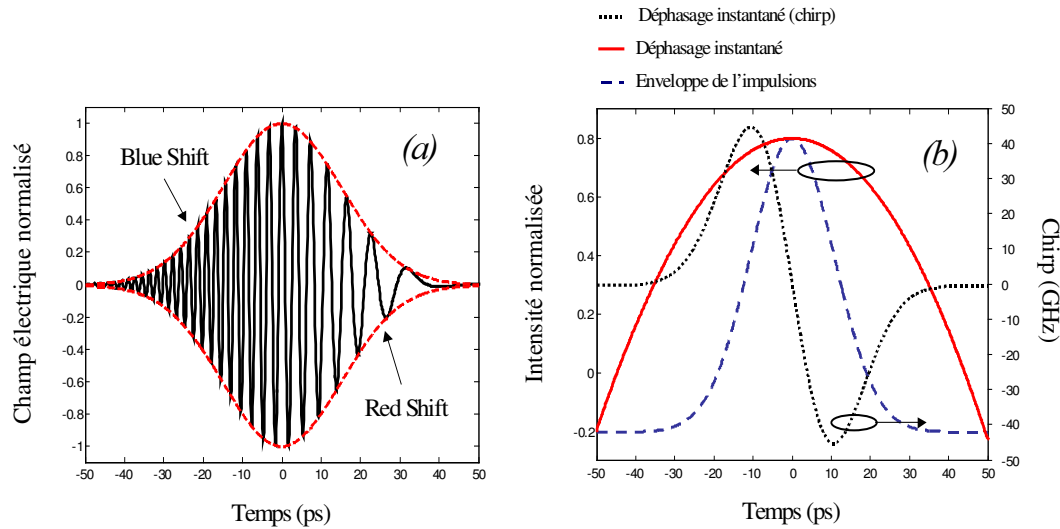 Déphasage instantané (chirp)
Déphasage instantané
Enveloppe de l’impulsions
Champ électrique normalisé
1
0.8
0.6
0.4
0.2
0
-0.2
-0.4
-0.6
-0.8
-1
-50 -40 -30 -20 -10 0 10 20 30 40 50
Temps (ps)
(a)
Blue Shift
Red Shift
Intensité normalisée
0.8
0.6
0.4
0.2
0
-0.2
-50 -40 -30 -20 -10 0 10 20 30 40 50
Temps (ps)
(b)
50
40
30
20
10
0
-10
-20
-30
-40
-50
Chirp (GHz)